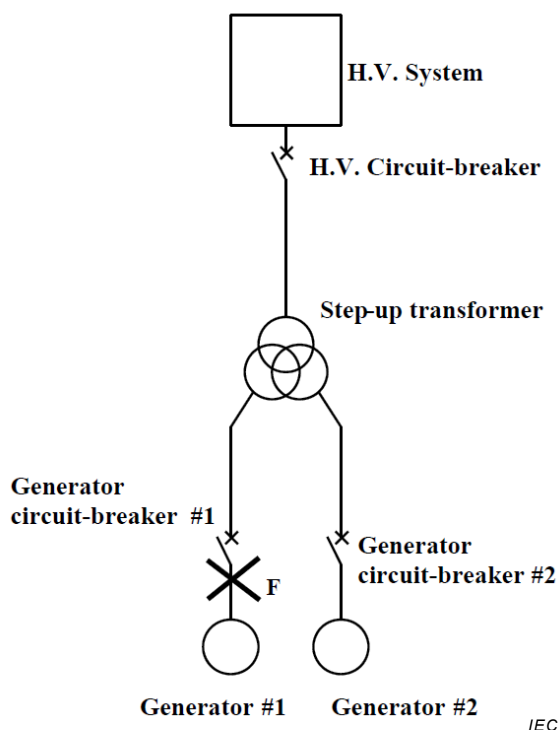 H.V. System
H.V. Circuit-breaker
Step-up transformer
Generator
circuit-breaker #1
Generator
circuit-breaker #2
F
Generator #1
Generator #2
IEC